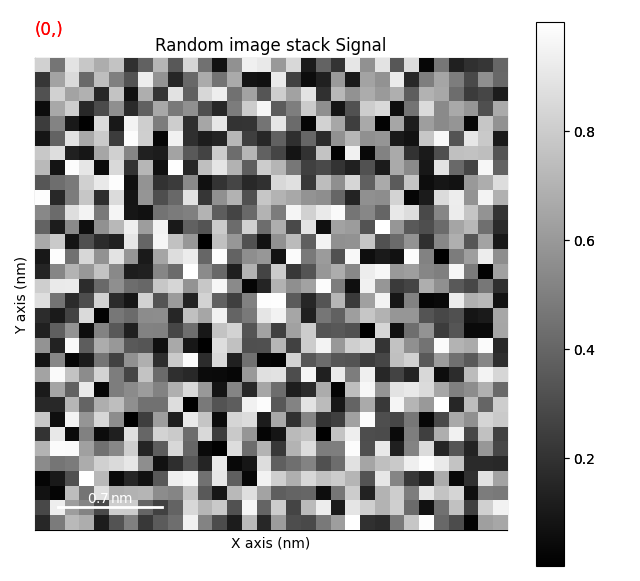 (0,)
Random image stack Signal
0.8
0.6
0.4
0.2
Y axis (nm)
0.7 nm
X axis (nm)